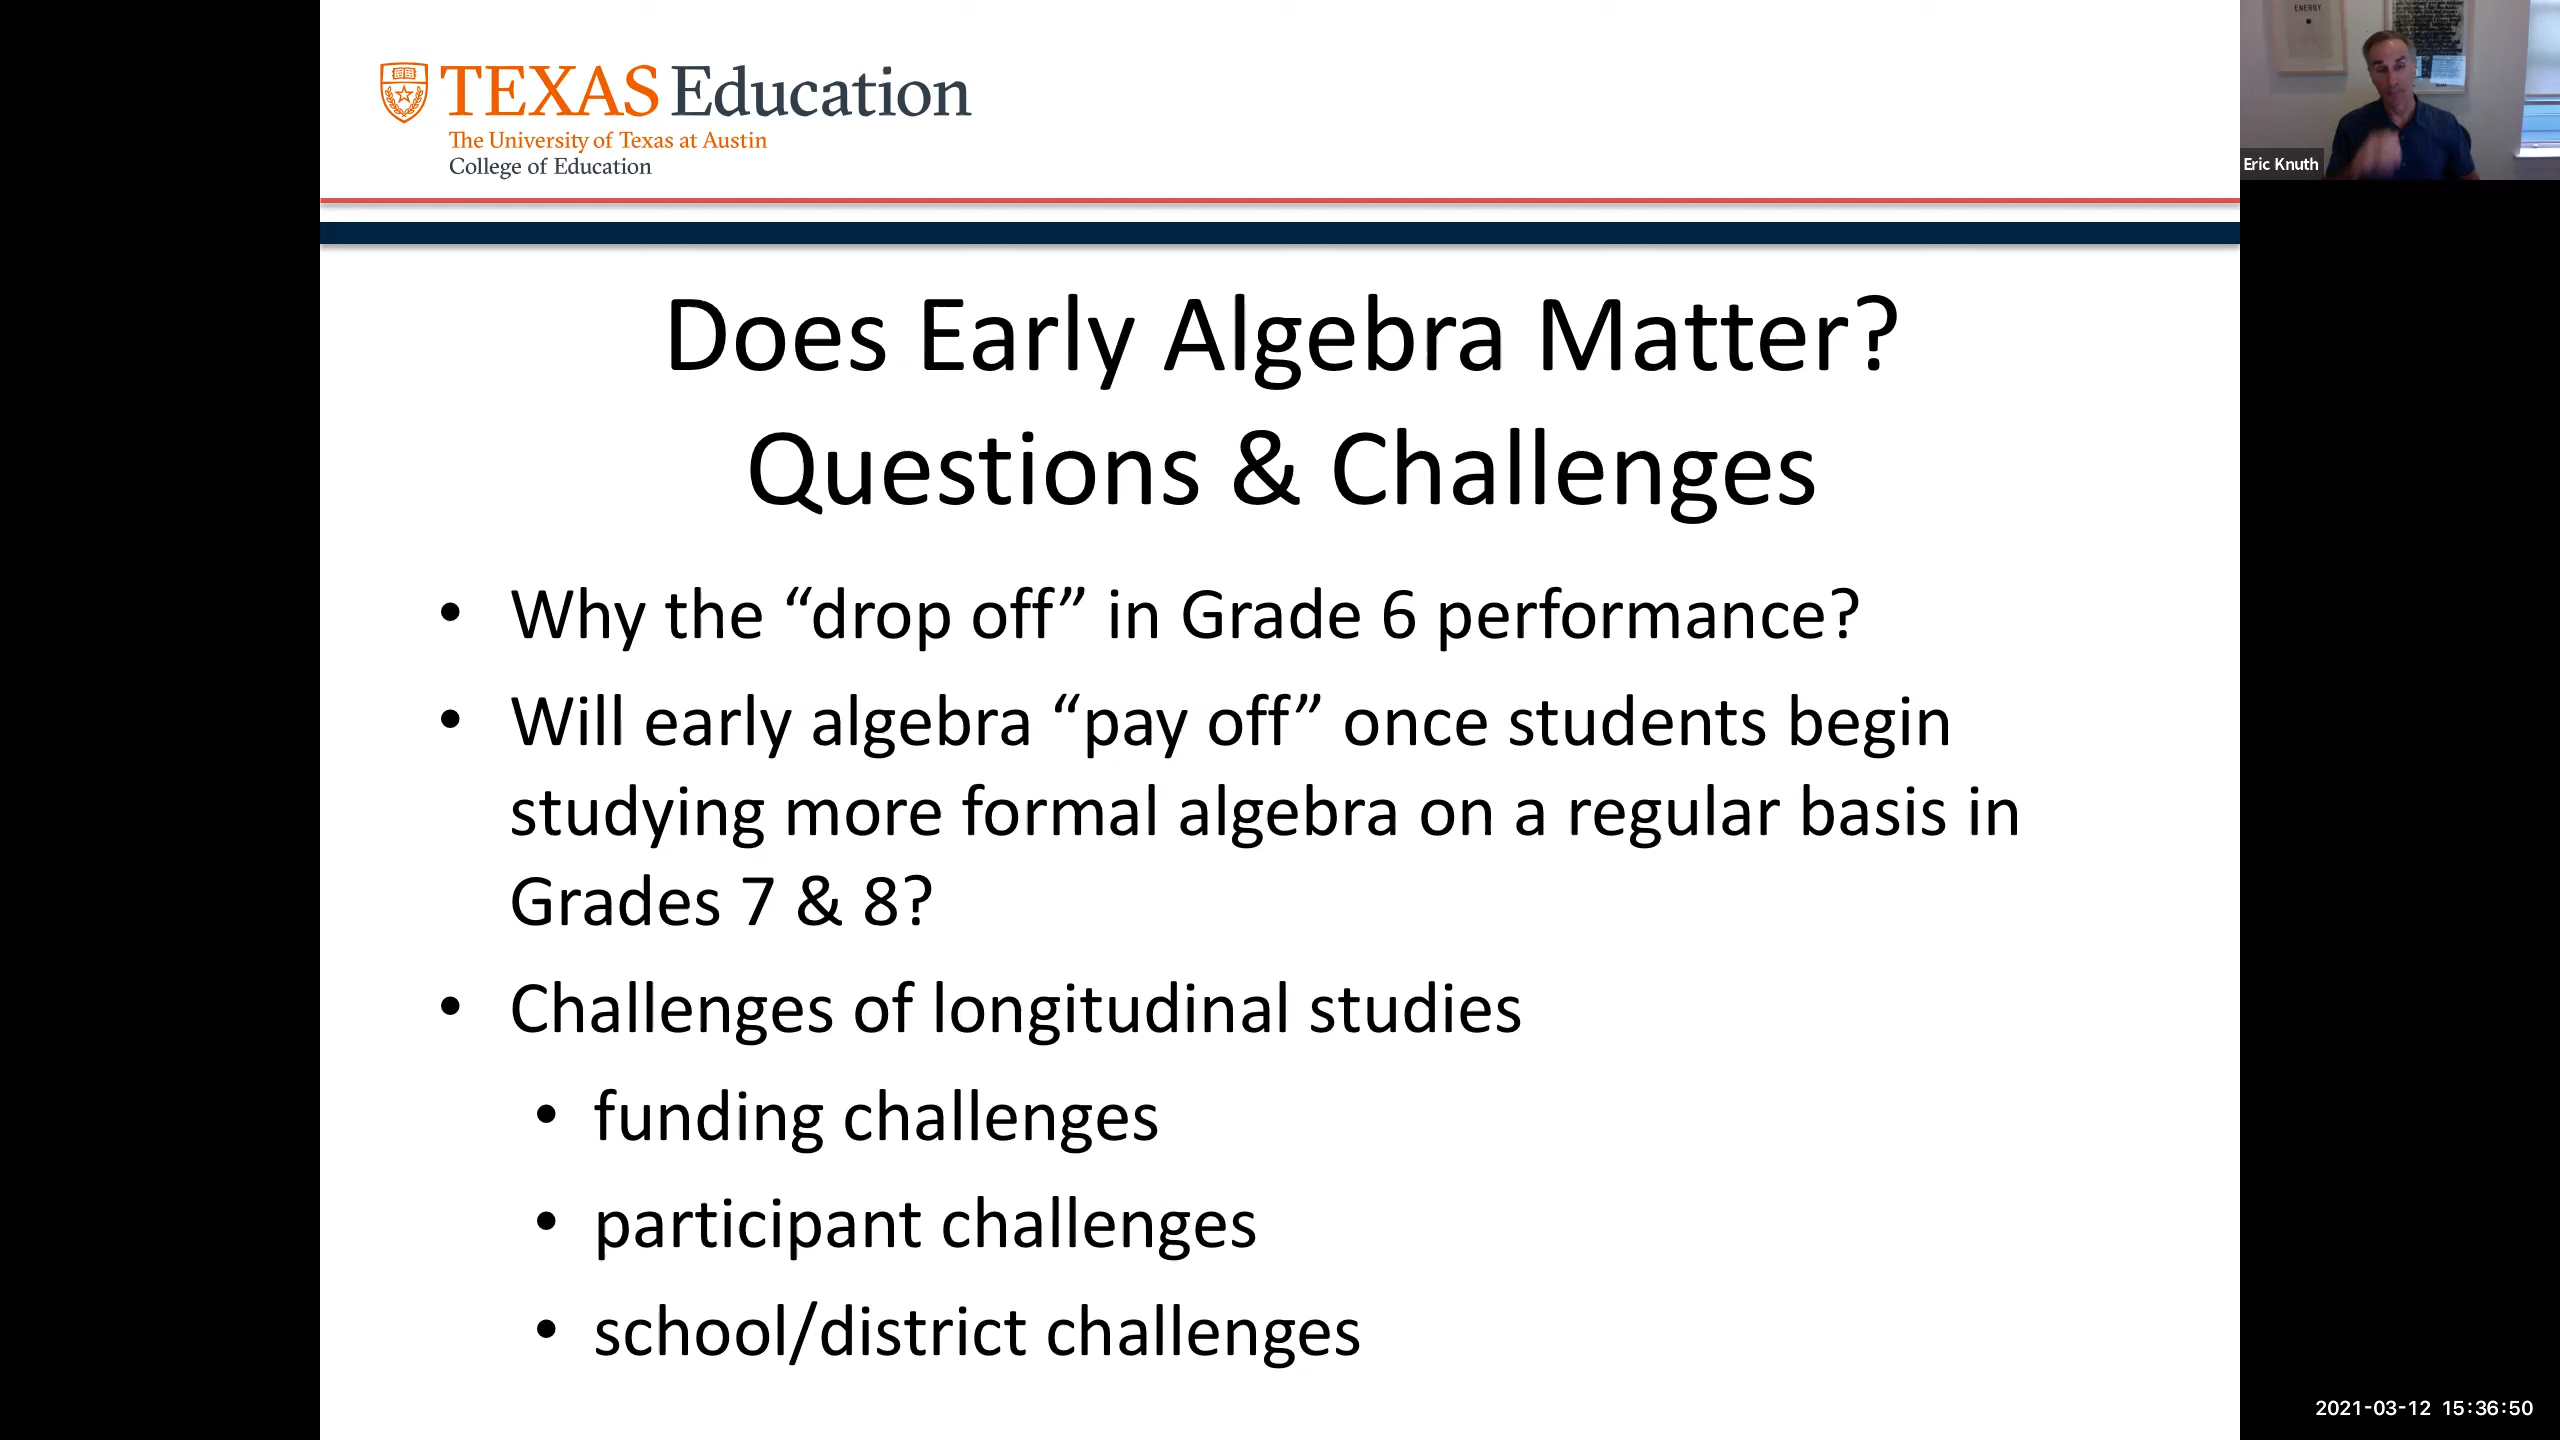 TEXAS Education
The University of Texas at Austin
College of Education
ENERGY
Eric Knuth
Does Early Algebra Matter?
Questions & Challenges
• Why the “drop off” in Grade 6 performance?
• Will early algebra “pay off” once students begin
studying more formal algebra on a regular basis in
Grades 7 & 8?
• Challenges of longitudinal studies
• funding challenges
• participant challenges
• school/district challenges
2021-03-12 15:36:50